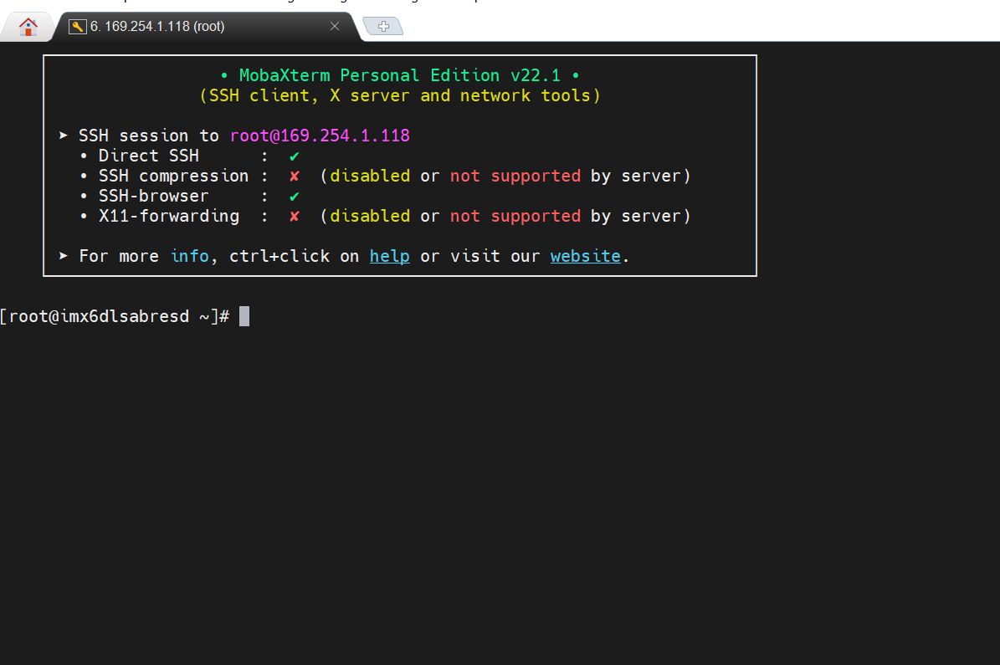 6. 169.254.1.118 (root)
• MobaXterm Personal Edition v22.1 •
(SSH client, X server and network tools)
➤ SSH session to root@169.254.1.118
• Direct SSH : ✔
• SSH compression : ✘ (disabled or not supported by server)
• SSH-browser : ✔
• X11-forwarding : ✘ (disabled or not supported by server)
➤ For more info, ctrl+click on help or visit our website.
[root@imx6dlsabresd ~]#